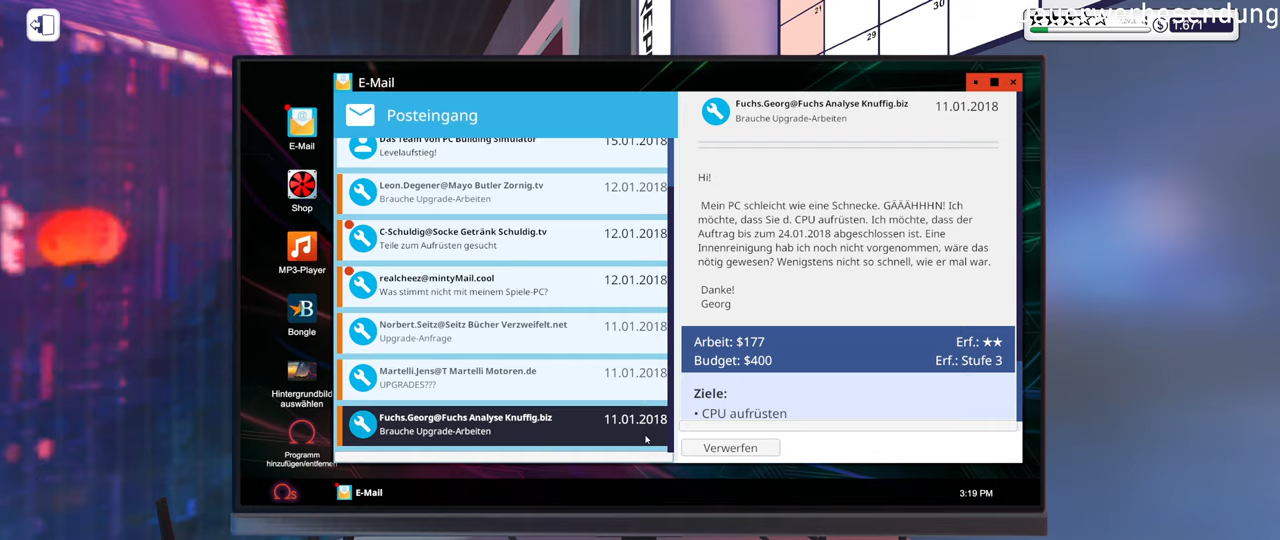 21
30
29
werbesendung
1.671
E-Mail
Posteingang
Das Team von PC Building Simulator
15.01.2018
Levelaufstieg!
Leon.Degener@Mayo Butler Zornig.tv
12.01.2018
Brauche Upgrade-Arbeiten
C-Schuldig@Socke Getränk Schuldig.tv
12.01.2018
Teile zum Aufrüsten gesucht
realcheez@mintyMail.cool
12.01.2018
Was stimmt nicht mit meinem Spiele-PC?
Norbert.Seitz@Seitz Bücher Verzweifelt.net
11.01.2018
Upgrade-Anfrage
Martelli.Jens@T Martelli Motoren.de
11.01.2018
UPGRADES???
Fuchs.Georg@Fuchs Analyse Knuffig.biz
11.01.2018
Brauche Upgrade-Arbeiten
Fuchs.Georg@Fuchs Analyse Knuffig.biz
11.01.2018
Brauche Upgrade-Arbeiten
Hi!
Mein PC schleicht wie eine Schnecke. GÄÄÄHHHN! Ich
möchte, dass Sie d. CPU aufrüsten. Ich möchte, dass der
Auftrag bis zum 24.01.2018 abgeschlossen ist. Eine
Innenreinigung hab ich noch nicht vorgenommen, wäre das
nötig gewesen? Wenigstens nicht so schnell, wie er mal war.
Danke!
Georg
Arbeit: $177
Erf.: ★★
Budget: $400
Erf.: Stufe 3
Ziele:
• CPU aufrüsten
Verwerfen
E-Mail
Shop
MP3-Player
Bongle
Hintergrundbild
auswählen
Programm
hinzufügen/entfernen
E-Mail
3:19 PM